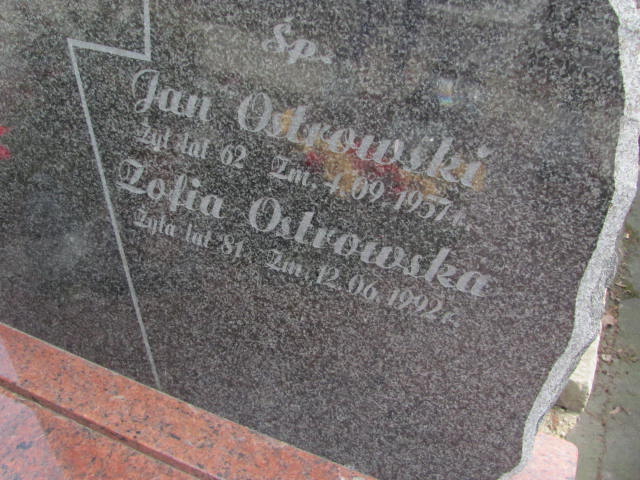 Śp.
Jan Ostrowski
Żył lat 62 Zm. 4.09.1957 r.
Zofia Ostrowska
Żyła lat 81 Zm. 12.06.1992 r.